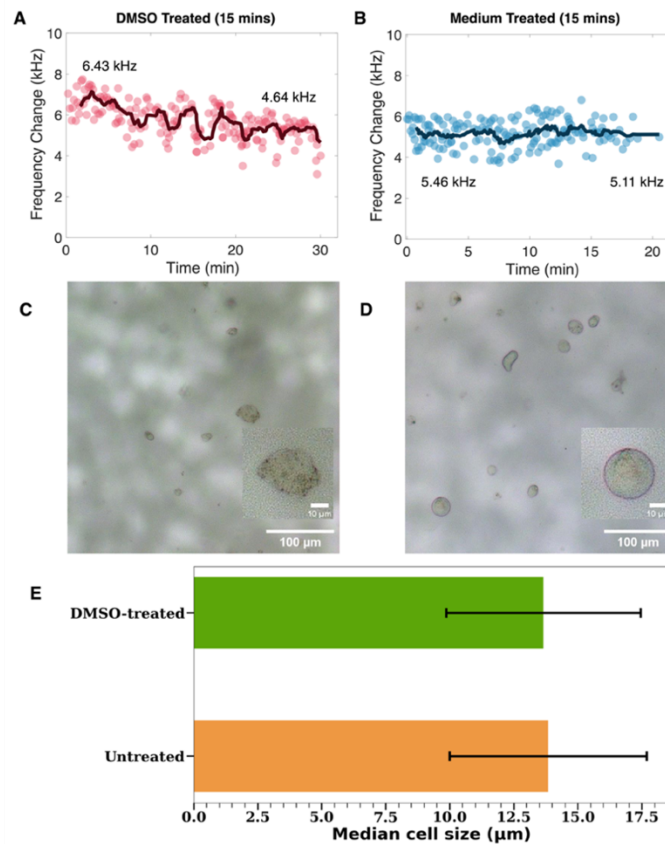 A
DMSO Treated (15 mins)
Frequency Change (kHz)
10
8
6
4
2
0
6.43 kHz
4.64 kHz
0
10
20
30
Time (min)
B
Medium Treated (15 mins)
Frequency Change (kHz)
10
8
6
4
2
0
5.46 kHz
5.11 kHz
0
5
10
15
20
Time (min)
C
10 µm
100 µm
D
10 µm
100 µm
E
DMSO-treated
Untreated
0.0 2.5 5.0 7.5 10.0 12.5 15.0 17.5
Median cell size (µm)